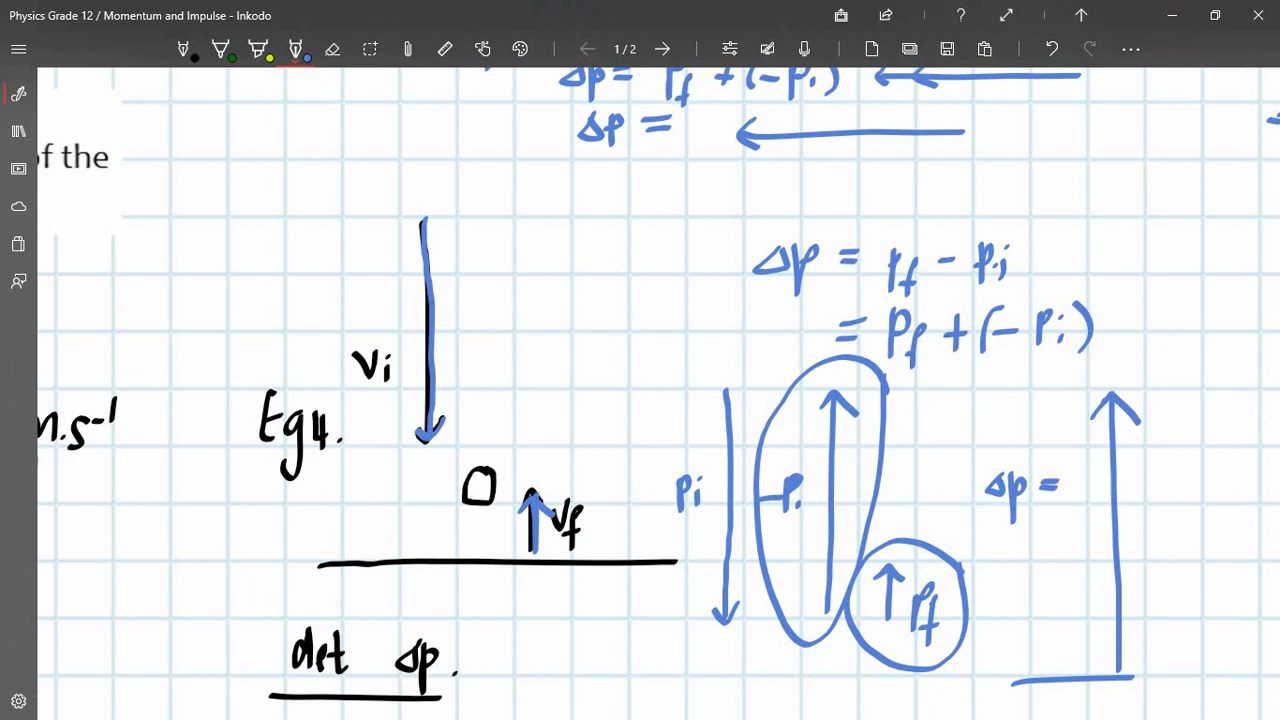 Physics Grade 12 / Momentum and Impulse - Inkodo
1 / 2
Δp = pf + (- pi)
Δp =
of the
Δp = pf - pi
= pf + (- pi)
vi
m.s⁻¹
Eg4.
pi
-pi
Δp =
vf
pf
det Δp.